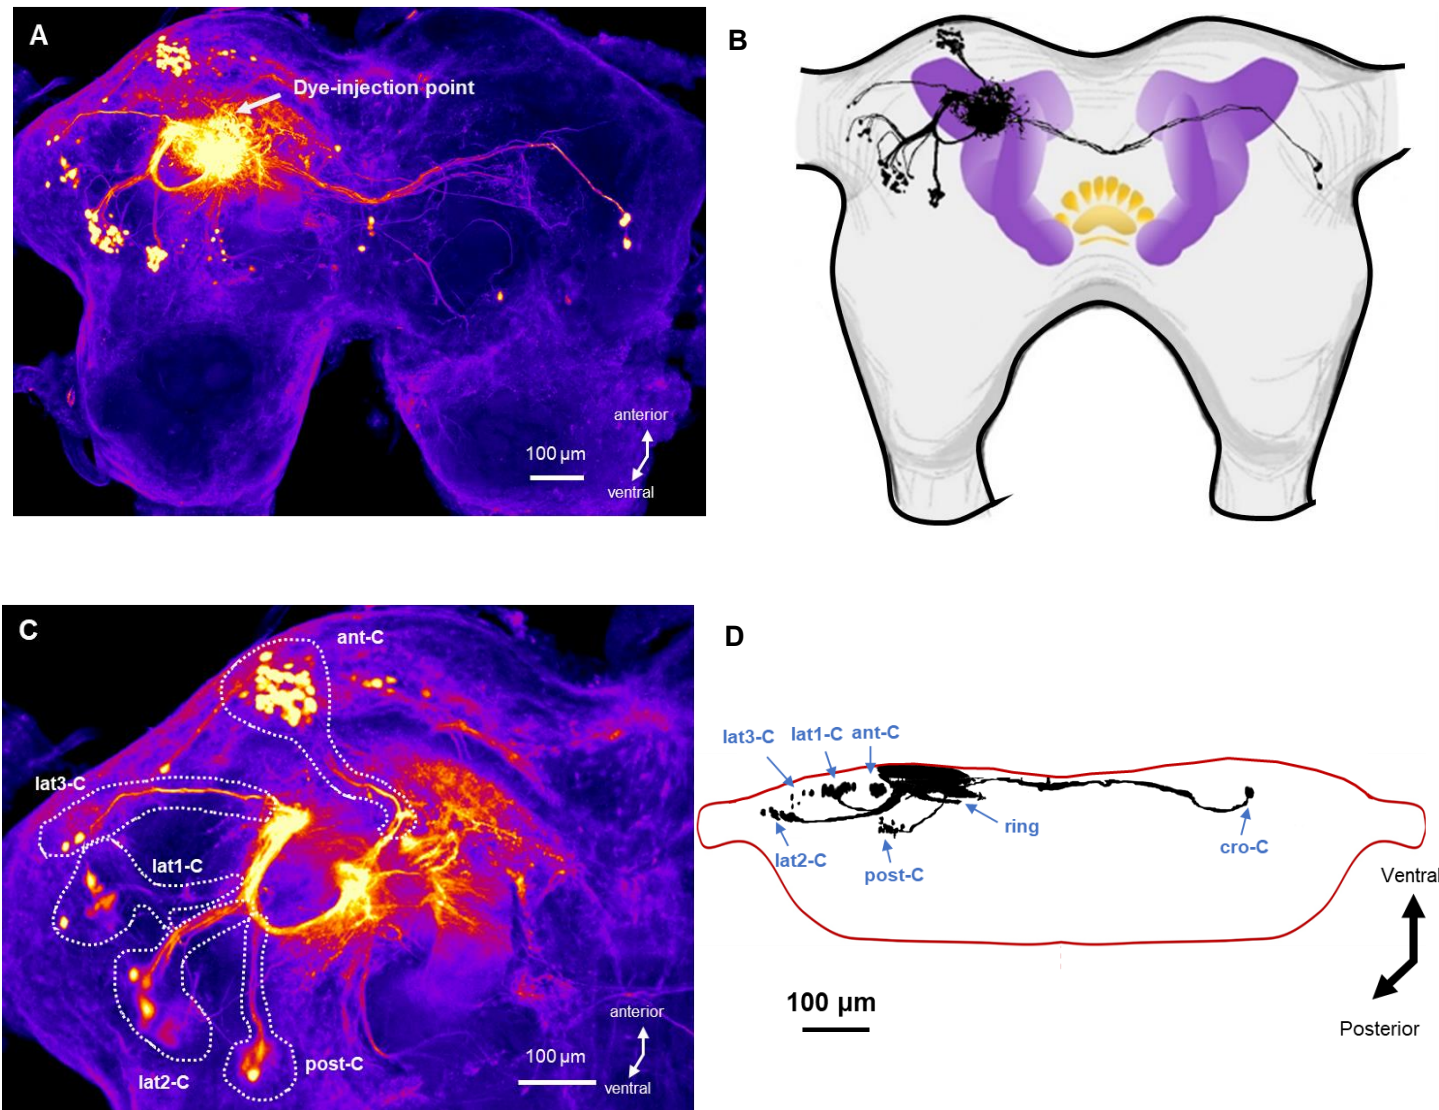 A
Dye-injection point
anterior
100 µm
ventral
B
C
ant-C
lat3-C
lat1-C
lat2-C
post-C
anterior
100 µm
ventral
D
lat3-C
lat1-C
ant-C
ring
lat2-C
post-C
cro-C
Ventral
100 µm
Posterior